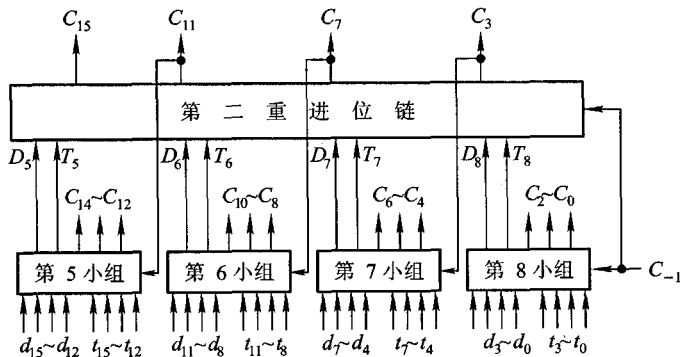 C₁₅ C₁₁ C₇ C₃
第二重进位链
D₅ T₅ D₆ T₆ D₇ T₇ D₈ T₈
C₁₄~C₁₂ C₁₀~C₈ C₆~C₄ C₂~C₀
第5小组 第6小组 第7小组 第8小组 C₋₁
d₁₅~d₁₂ t₁₅~t₁₂ d₁₁~d₈ t₁₁~t₈ d₇~d₄ t₇~t₄ d₃~d₀ t₃~t₀